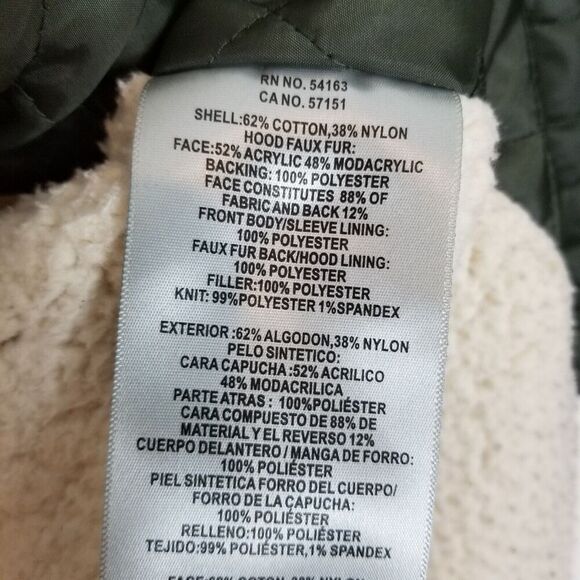 RN NO. 54163
CA NO. 57151
SHELL:62% COTTON,38% NYLON
HOOD FAUX FUR:
FACE:52% ACRYLIC 48% MODACRYLIC
BACKING: 100% POLYESTER
FACE CONSTITUTES 88% OF
FABRIC AND BACK 12%
FRONT BODY/SLEEVE LINING:
100% POLYESTER
FAUX FUR BACK/HOOD LINING:
100% POLYESTER
FILLER:100% POLYESTER
KNIT: 99%POLYESTER 1%SPANDEX
EXTERIOR :62% ALGODON,38% NYLON
PELO SINTETICO:
CARA CAPUCHA :52% ACRILICO
48% MODACRILICA
PARTE ATRAS : 100%POLIÉSTER
CARA COMPUESTO DE 88% DE
MATERIAL Y EL REVERSO 12%
CUERPO DELANTERO / MANGA DE FORRO:
100% POLIÉSTER
PIEL SINTETICA FORRO DEL CUERPO/
FORRO DE LA CAPUCHA:
100% POLIÉSTER
RELLENO:100% POLIÉSTER
TEJIDO:99% POLIÉSTER,1% SPANDEX